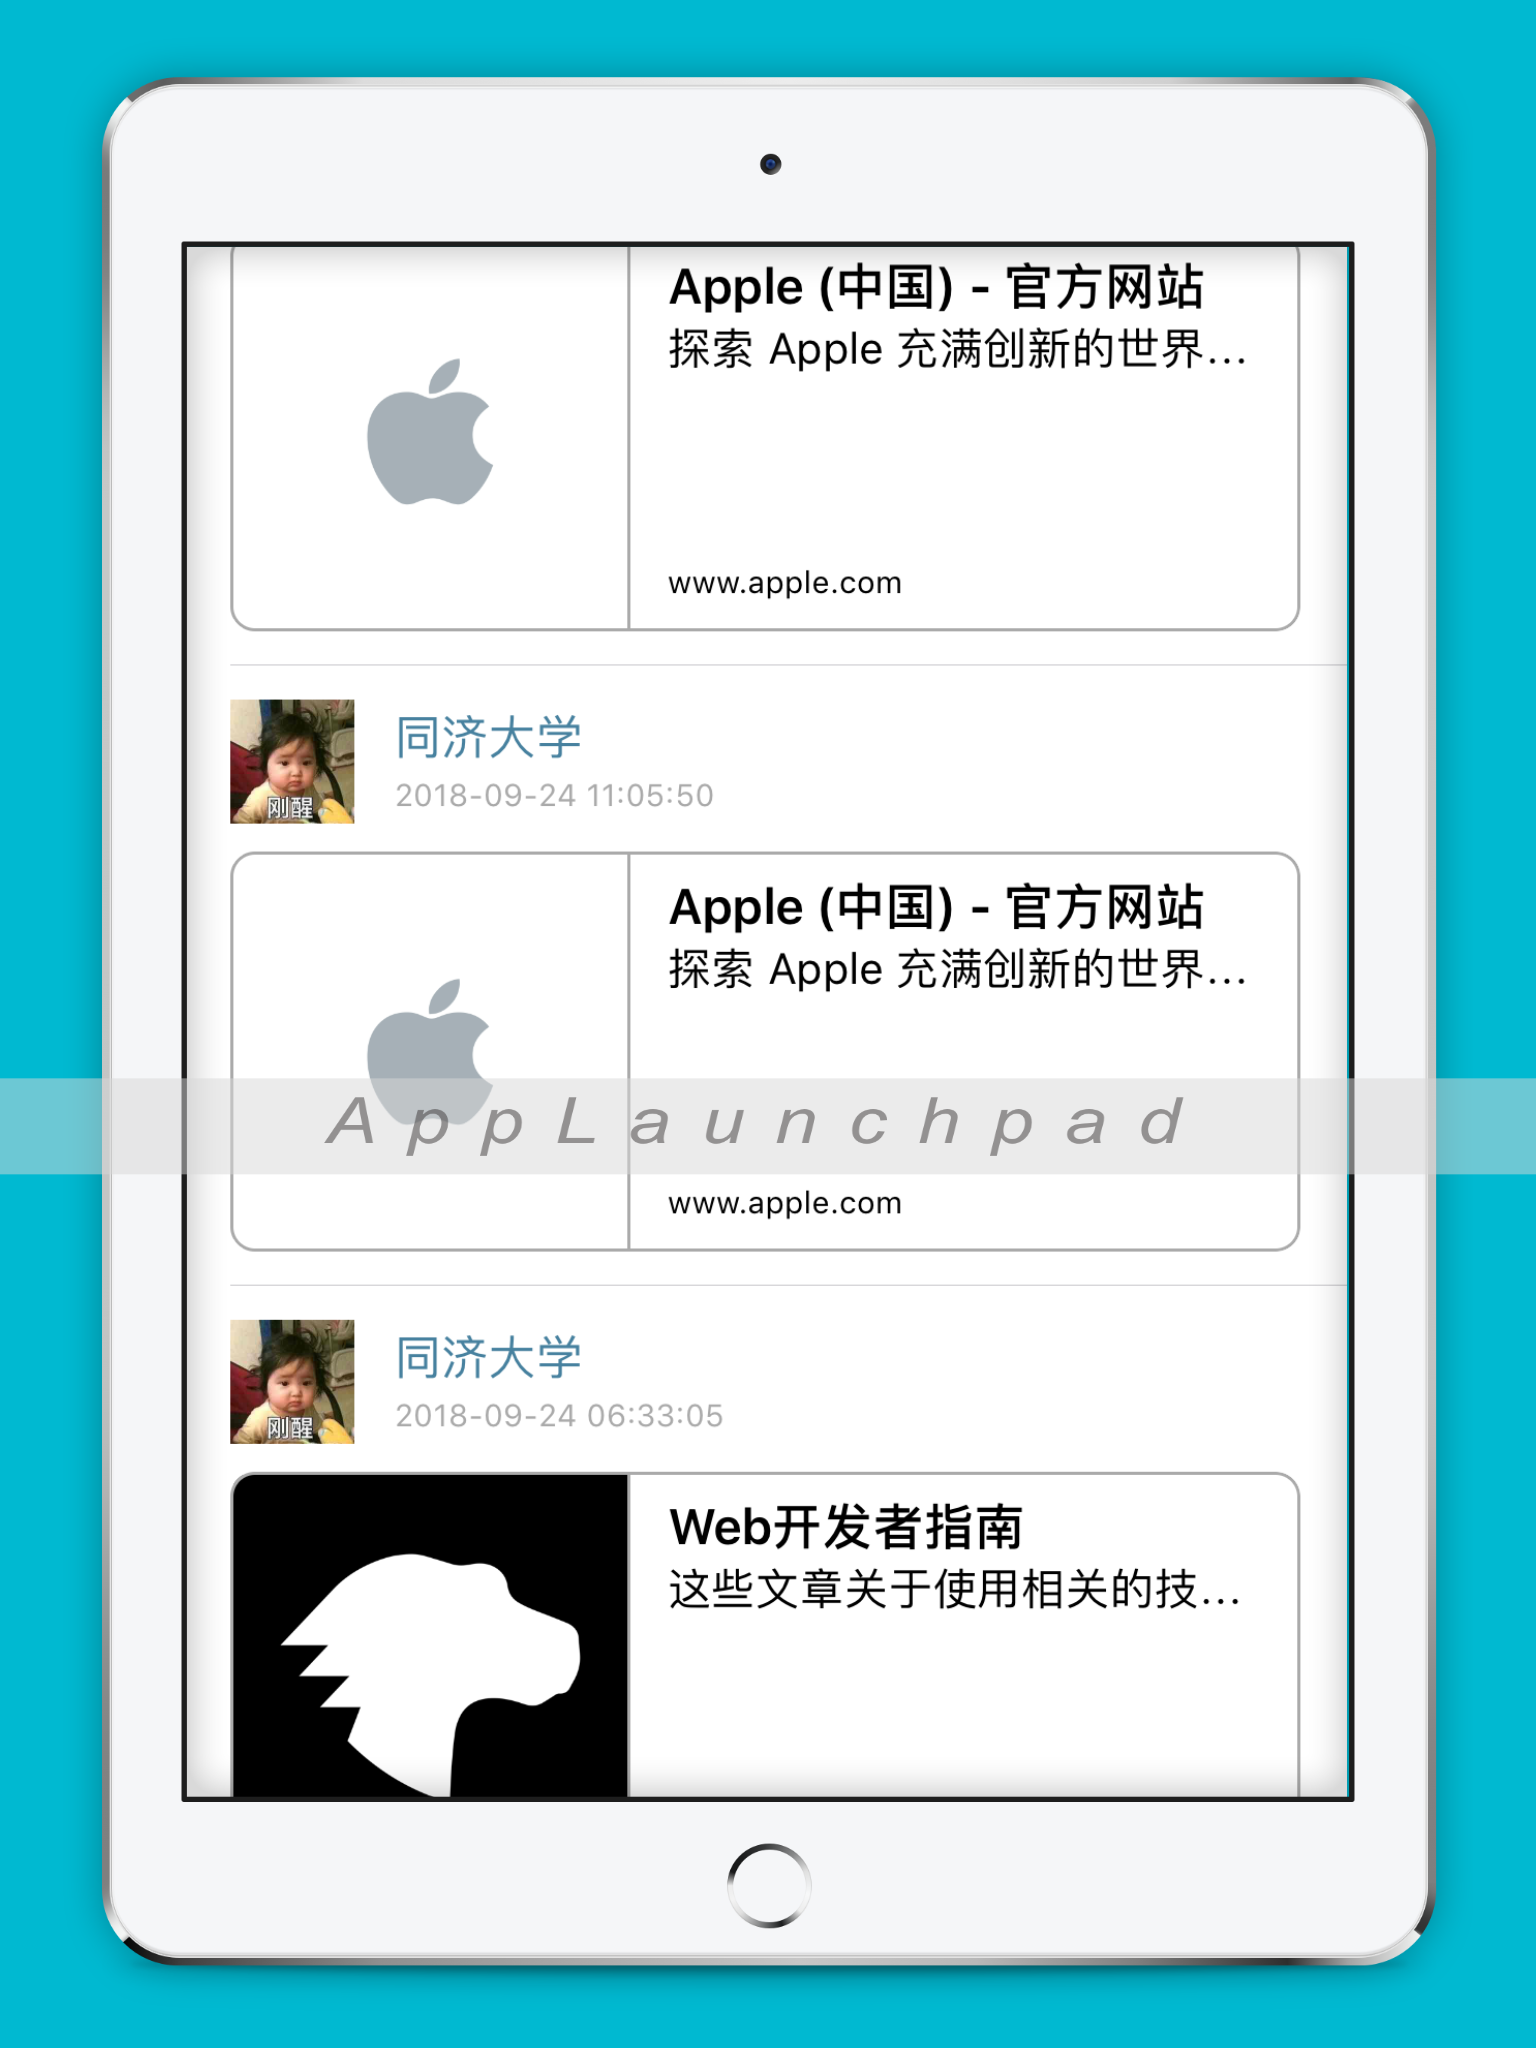 Apple (中国) - 官方网站
探索 Apple 充满创新的世界...
www.apple.com
同济大学
2018-09-24 11:05:50
刚醒
Apple (中国) - 官方网站
探索 Apple 充满创新的世界...
AppLaunchpad
www.apple.com
同济大学
2018-09-24 06:33:05
刚醒
Web开发者指南
这些文章关于使用相关的技...